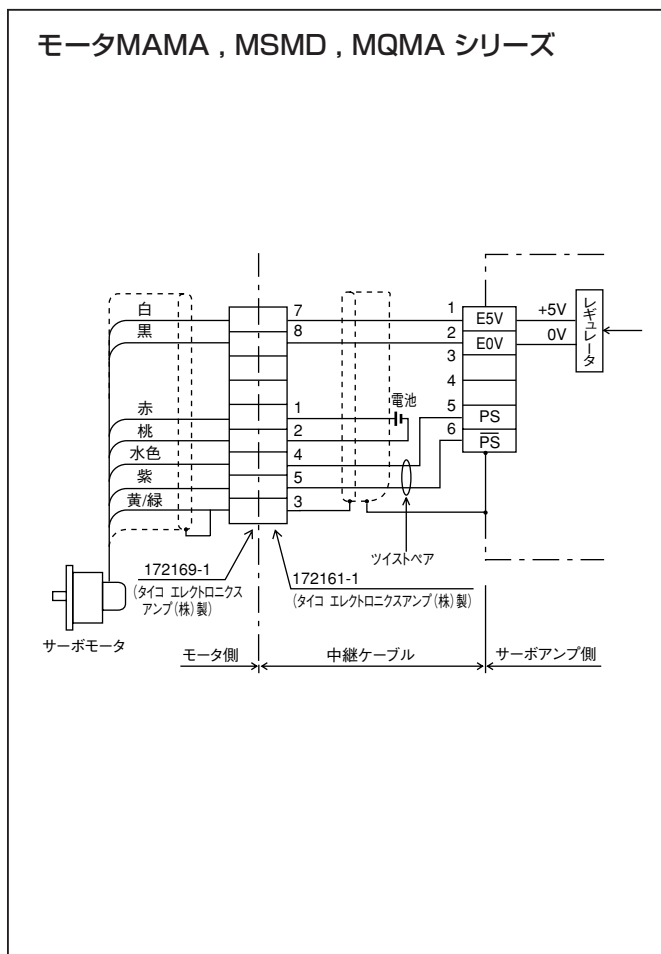 モータMAMA , MSMD , MQMA シリーズ
白
黒
赤
桃
水色
紫
黄/緑
7
8
1
2
4
5
3
電池
1
2
3
4
5
6
E5V
E0V
PS
PS
+5V
0V
レギュレータ
ツイストペア
172169-1
(タイコ エレクトロニクス
アンプ(株)製)
172161-1
(タイコ エレクトロニクスアンプ(株)製)
サーボモータ
モータ側
中継ケーブル
サーボアンプ側